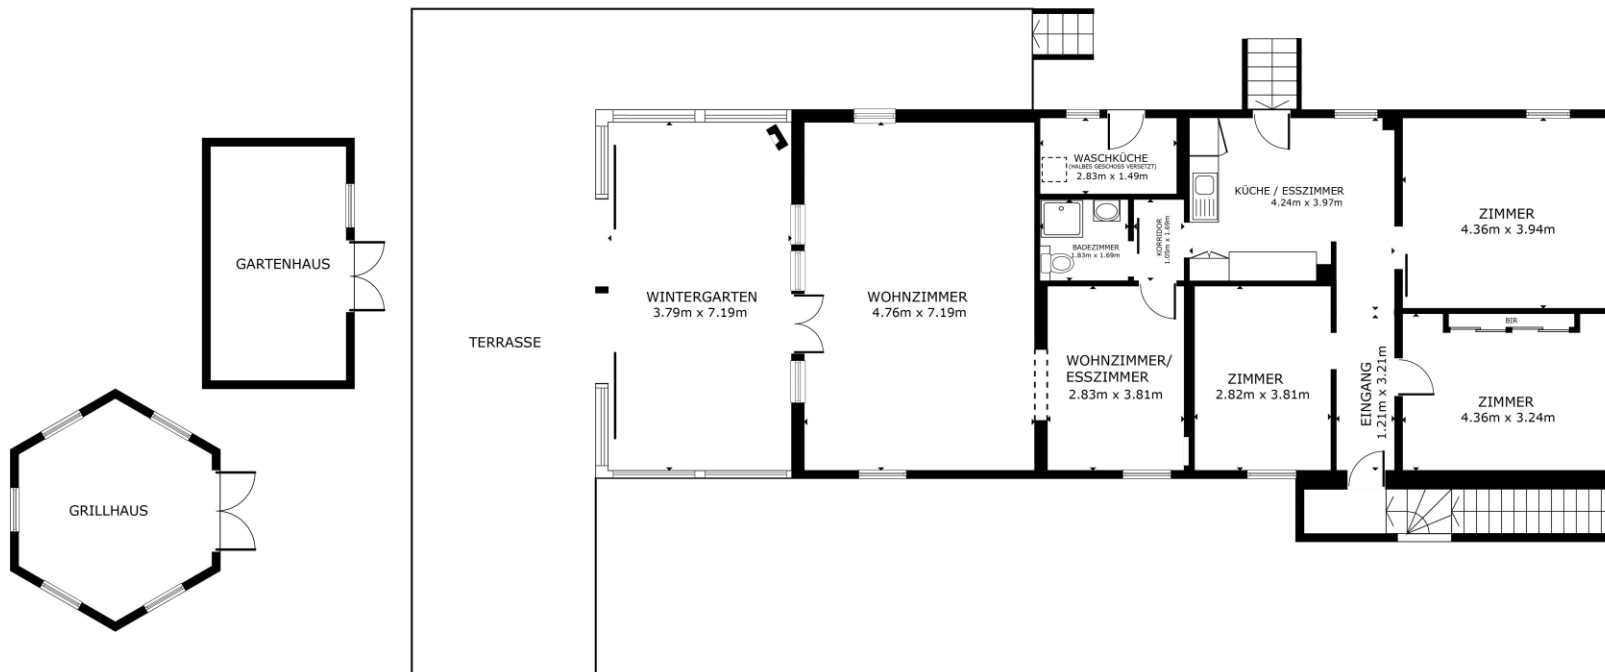 GARTENHAUS
GRILLHAUS
TERRASSE
WINTERGARTEN
3.79m x 7.19m
WOHNZIMMER
4.76m x 7.19m
WASCHKÜCHE
(HALBES GESCHOSS VERSETZT)
2.83m x 1.49m
BADEZIMMER
1.83m x 1.69m
KORRIDOR
1.05m x 1.69m
WOHNZIMMER/
ESSZIMMER
2.83m x 3.81m
KÜCHE / ESSZIMMER
4.24m x 3.97m
ZIMMER
2.82m x 3.81m
EINGANG
1.21m x 3.21m
ZIMMER
4.36m x 3.94m
BIR
ZIMMER
4.36m x 3.24m